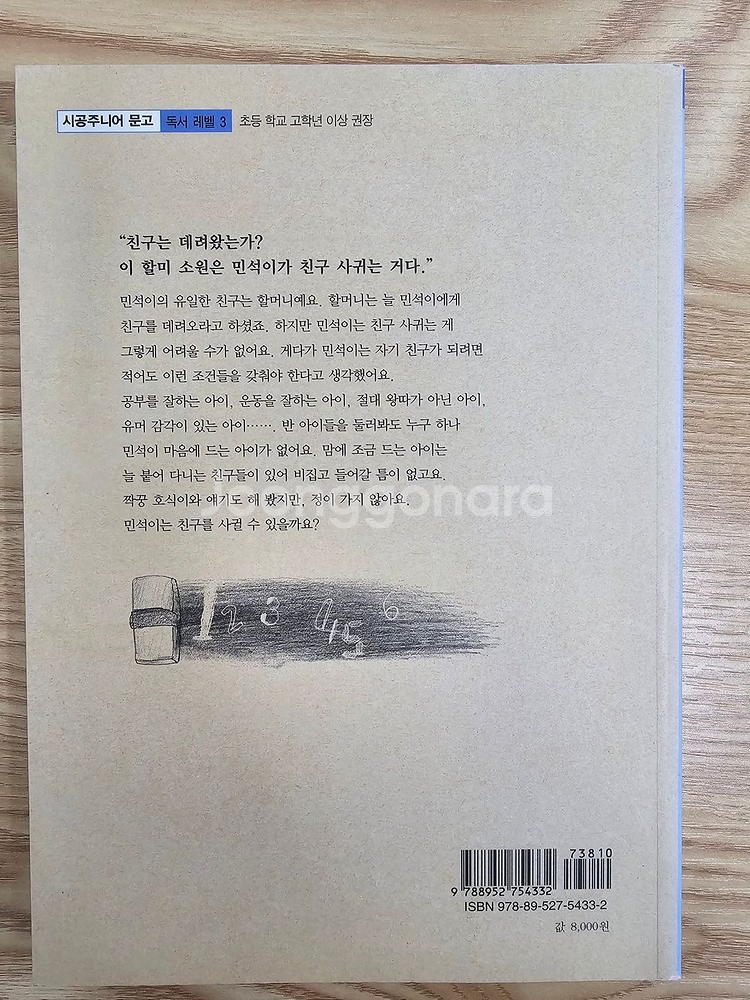 시공주니어 문고 독서 레벨 3 초등 학교 고학년 이상 권장
“친구는 데려왔는가?
이 할미 소원은 민석이가 친구 사귀는 거다.”
민석이의 유일한 친구는 할머니예요. 할머니는 늘 민석이에게
친구를 데려오라고 하셨죠. 하지만 민석이는 친구 사귀는 게
그렇게 어려울 수가 없어요. 게다가 민석이는 자기 친구가 되려면
적어도 이런 조건들을 갖춰야 한다고 생각했어요.
공부를 잘하는 아이, 운동을 잘하는 아이, 절대 왕따가 아닌 아이,
유머 감각이 있는 아이……. 반 아이들을 둘러봐도 누구 하나
민석이 마음에 드는 아이가 없어요. 맘에 조금 드는 아이는
늘 붙어 다니는 친구들이 있어 비집고 들어갈 틈이 없고요.
짝꿍 호식이와 얘기도 해 봤지만, 정이 가지 않아요.
joonggonara
민석이는 친구를 사귈 수 있을까요?
1 2 3 4 5 6
73810
9 788952 754332
ISBN 978-89-527-5433-2
값 8,000원